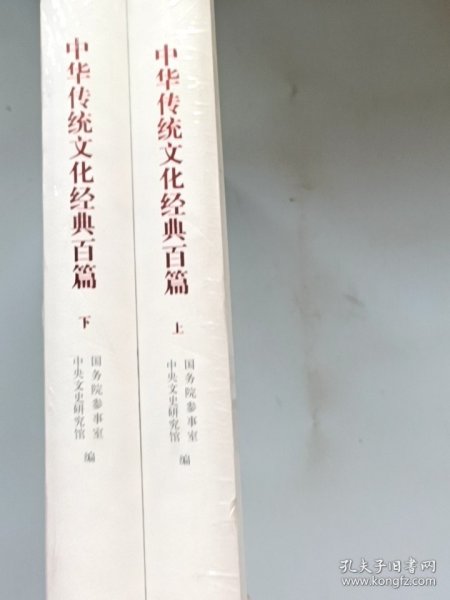 中华传统文化经典百篇
下
国务院参事室
中央文史研究馆
编
中华传统文化经典百篇
上
国务院参事室
中央文史研究馆
编
孔夫子旧书网
www.kongfz.com